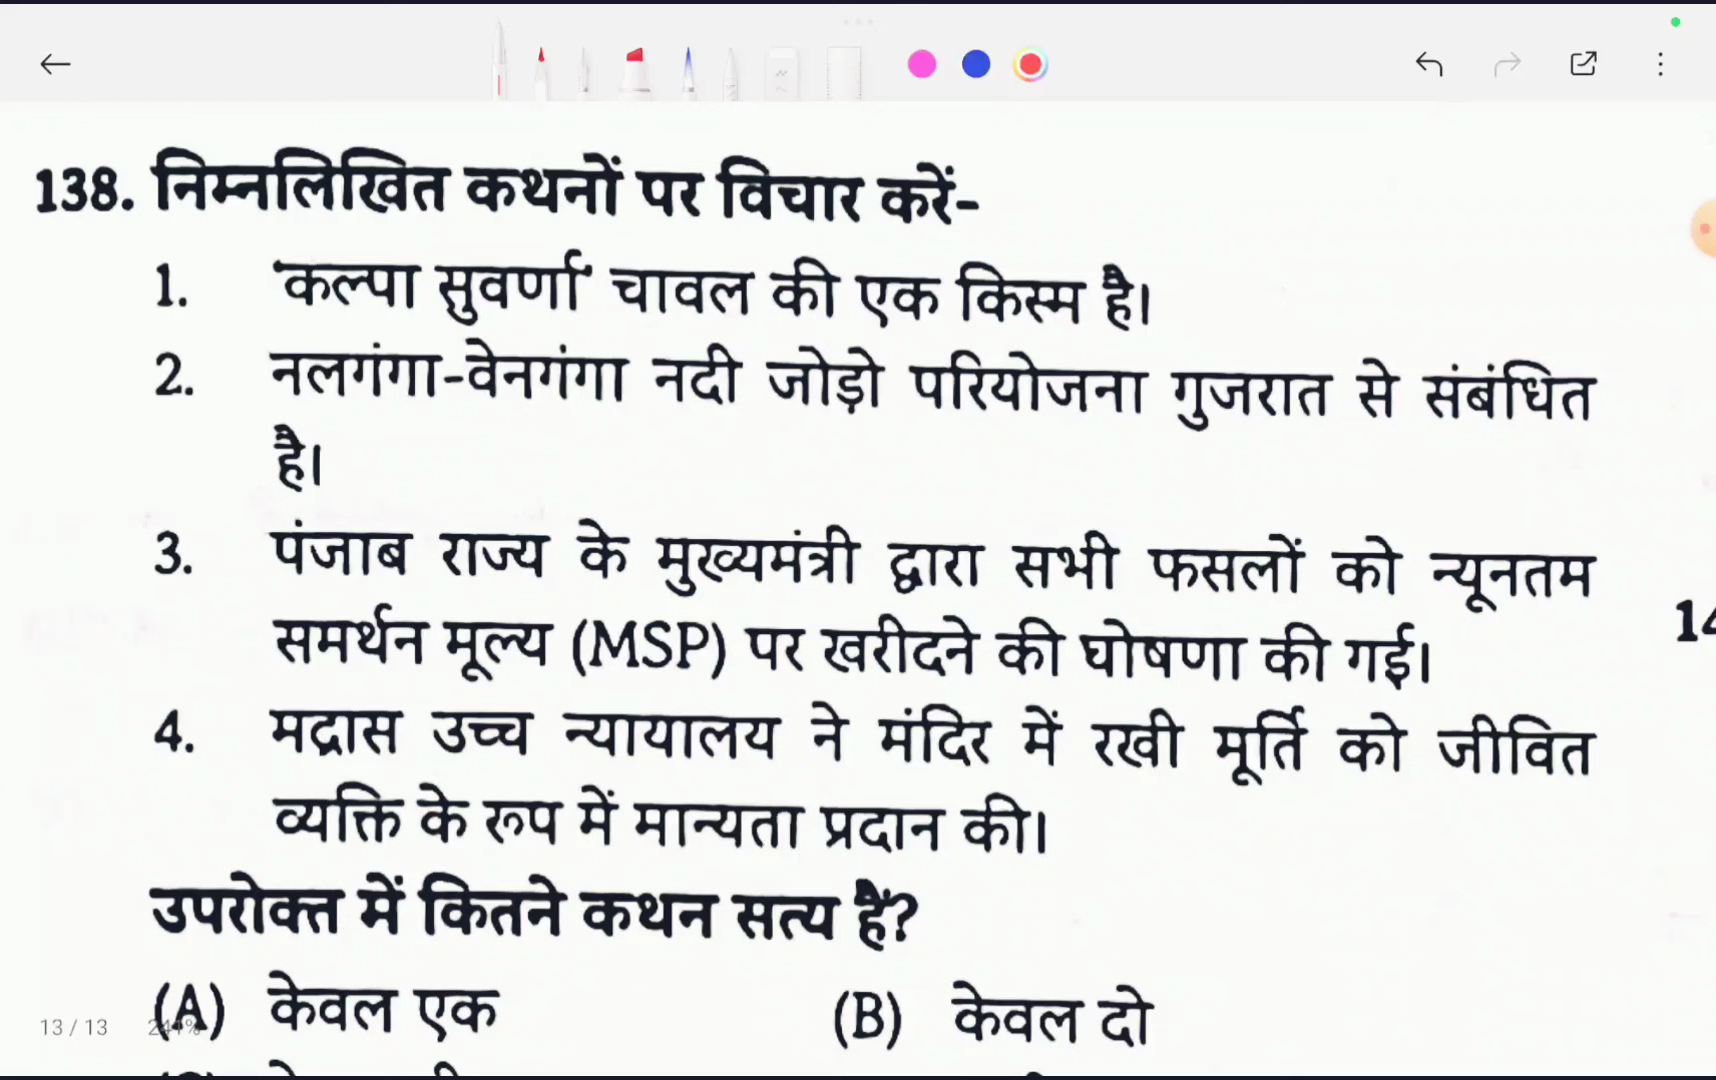 138. निम्नलिखित कथनों पर विचार करें-
1. 'कल्पा सुवर्णा' चावल की एक किस्म है।
2. नलगंगा-वेनगंगा नदी जोड़ो परियोजना गुजरात से संबंधित
है।
3. पंजाब राज्य के मुख्यमंत्री द्वारा सभी फसलों को न्यूनतम
समर्थन मूल्य (MSP) पर खरीदने की घोषणा की गई।
4. मद्रास उच्च न्यायालय ने मंदिर में रखी मूर्ति को जीवित
व्यक्ति के रूप में मान्यता प्रदान की।
उपरोक्त में कितने कथन सत्य हैं?
(A) केवल एक (B) केवल दो
13 / 13 241%